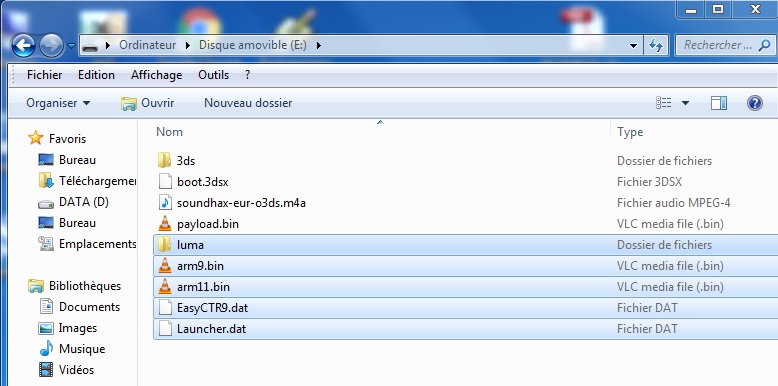 Ordinateur Disque amovible (E:) Rechercher ...
Fichier Edition Affichage Outils ?
Organiser Ouvrir Nouveau dossier
Favoris
Bureau
Téléchargeme
DATA (D)
Bureau
Emplacements
Bibliothèques
Documents
Images
Musique
Vidéos
Nom Type
3ds Dossier de fichiers
boot.3dsx Fichier 3DSX
soundhax-eur-o3ds.m4a Fichier audio MPEG-4
payload.bin VLC media file (.bin)
luma Dossier de fichiers
arm9.bin VLC media file (.bin)
arm11.bin VLC media file (.bin)
EasyCTR9.dat Fichier DAT
Launcher.dat Fichier DAT